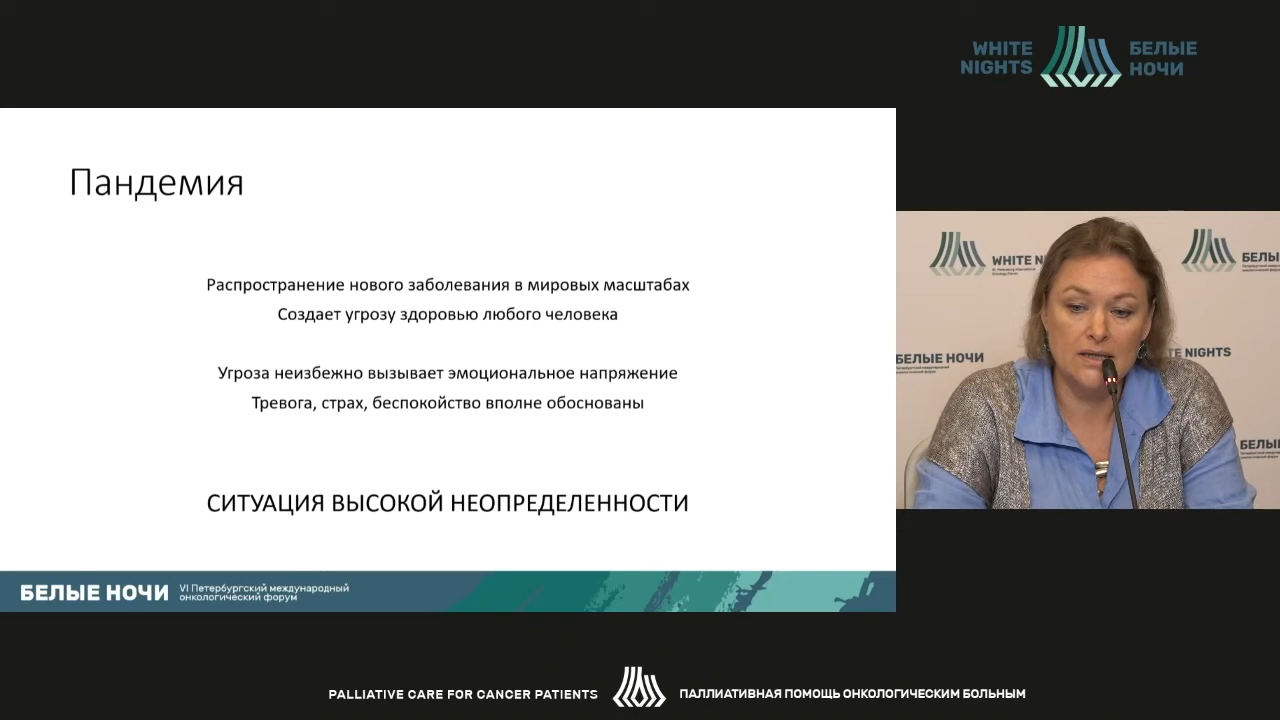 WHITE
NIGHTS
БЕЛЫЕ
НОЧИ
Пандемия
Распространение нового заболевания в мировых масштабах
Создает угрозу здоровью любого человека
Угроза неизбежно вызывает эмоциональное напряжение
Тревога, страх, беспокойство вполне обоснованы
СИТУАЦИЯ ВЫСОКОЙ НЕОПРЕДЕЛЕННОСТИ
БЕЛЫЕ НОЧИ
VI Петербургский международный
онкологический форум
WHITE
БЕЛЫЕ НОЧИ
NIGHTS
PALLIATIVE CARE FOR CANCER PATIENTS
ПАЛЛИАТИВНАЯ ПОМОЩЬ ОНКОЛОГИЧЕСКИМ БОЛЬНЫМ